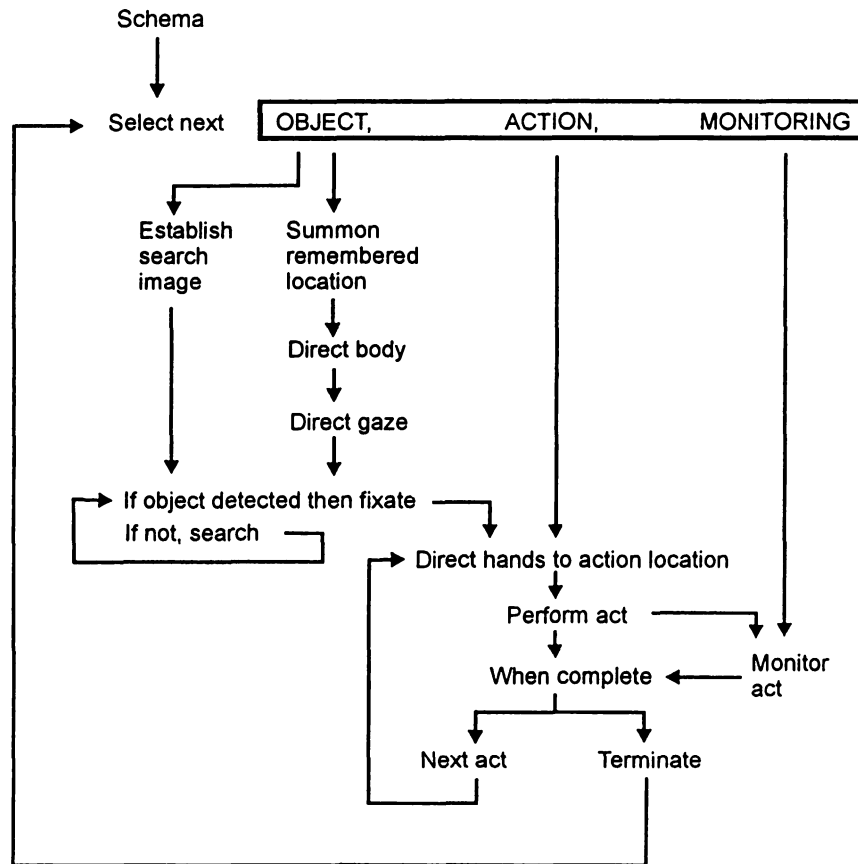 Schema
Select next OBJECT, ACTION, MONITORING
Establish
search
image
Summon
remembered
location
Direct body
Direct gaze
If object detected then fixate
If not, search
Direct hands to action location
Perform act
When complete
Monitor
act
Next act
Terminate